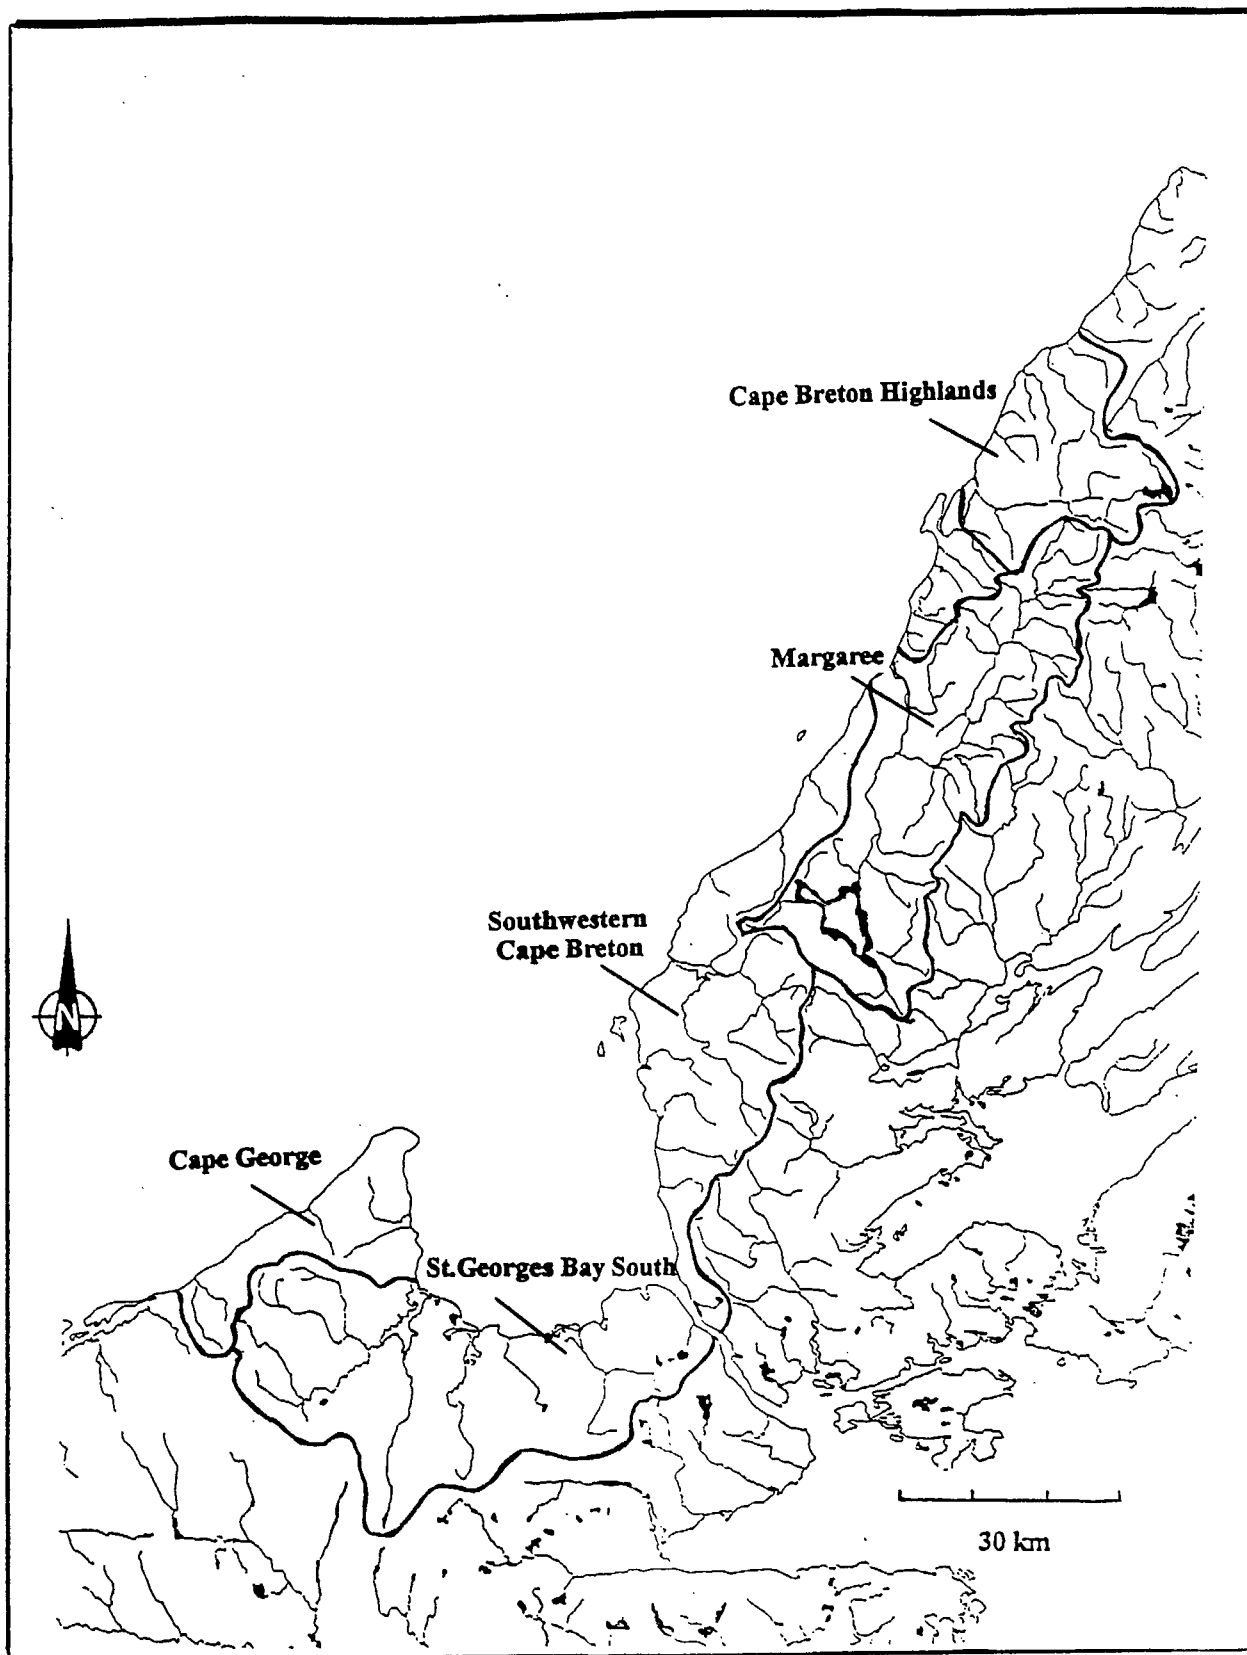 Cape Breton Highlands
Margaree
Southwestern
Cape Breton
N
Cape George
St.Georges Bay South
30 km